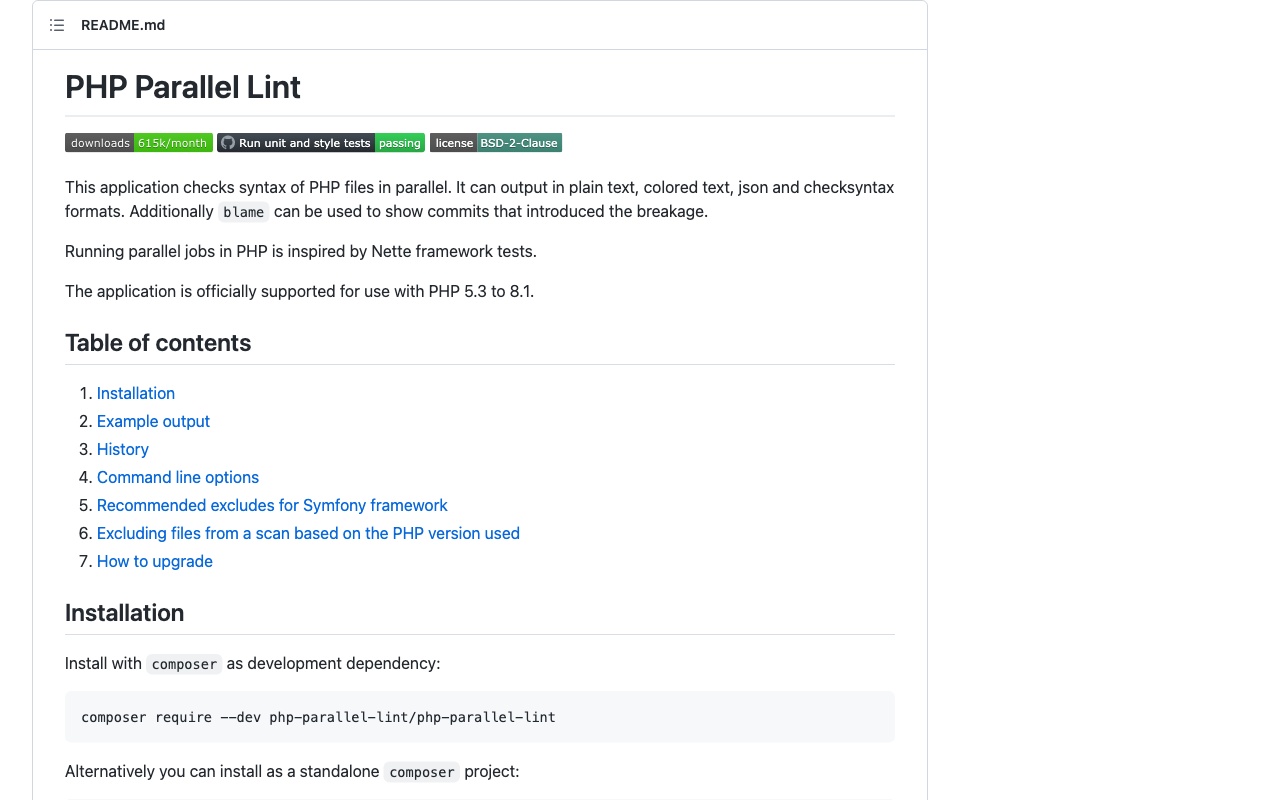 README.md
PHP Parallel Lint
downloads 615k/month Run unit and style tests passing license BSD-2-Clause
This application checks syntax of PHP files in parallel. It can output in plain text, colored text, json and checksyntax
formats. Additionally blame can be used to show commits that introduced the breakage.
Running parallel jobs in PHP is inspired by Nette framework tests.
The application is officially supported for use with PHP 5.3 to 8.1.
Table of contents
1. Installation
2. Example output
3. History
4. Command line options
5. Recommended excludes for Symfony framework
6. Excluding files from a scan based on the PHP version used
7. How to upgrade
Installation
Install with composer as development dependency:
composer require --dev php-parallel-lint/php-parallel-lint
Alternatively you can install as a standalone composer project: